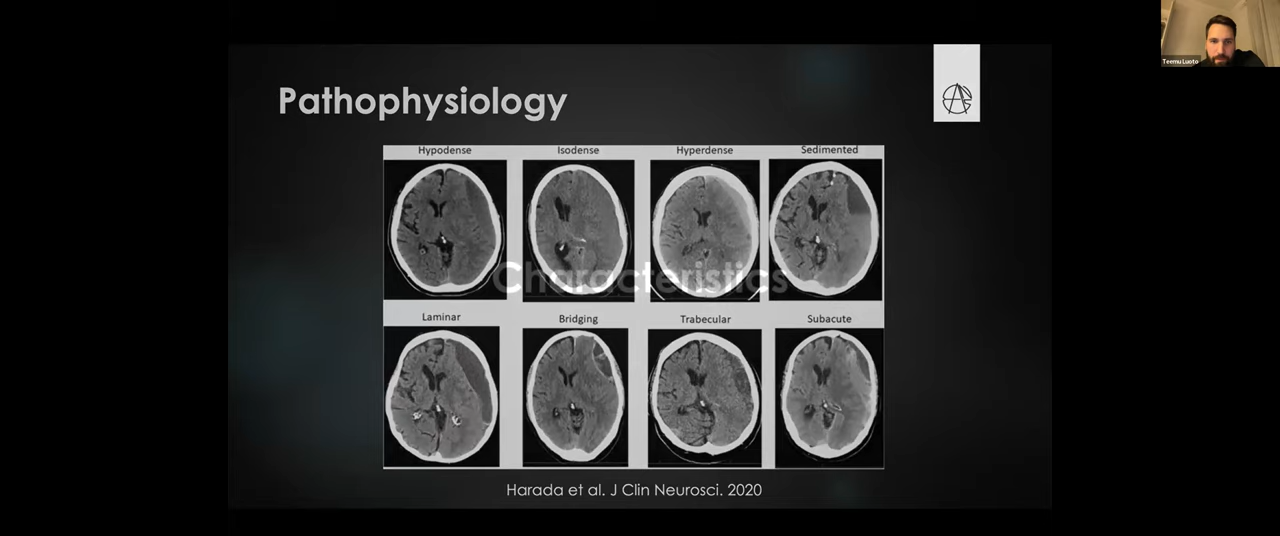 Pathophysiology
Hypodense
Isodense
Hyperdense
Sedimented
Characteristics
Laminar
Bridging
Trabecular
Subacute
Harada et al. J Clin Neurosci. 2020
Teemu Luoto